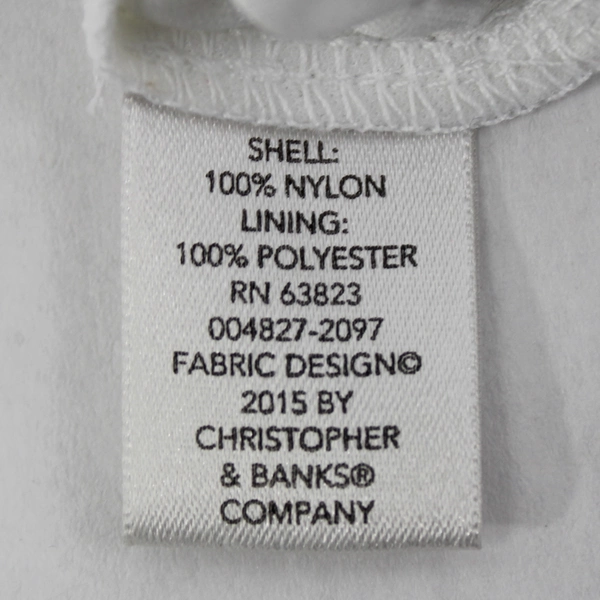 SHELL:
100% NYLON
LINING:
100% POLYESTER
RN 63823
004827-2097
FABRIC DESIGN©
2015 BY
CHRISTOPHER
& BANKS®
COMPANY